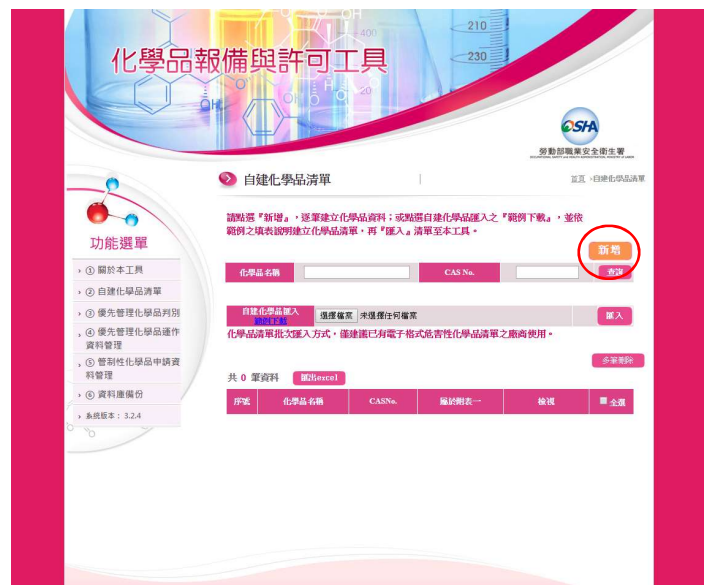 化學品報備與許可工具
400
210
230
OSHA
勞動部職業安全衛生署
自建化學品清單
首頁 >自建化學品清單
請點選『新增』，逐筆建立化學品資料；或點選自建化學品匯入之『範例下載』，並依
範例之填表說明建立化學品清單，再『匯入』清單至本工具。
新增
化學品名稱
CAS No.
查詢
自建化學品匯入
範例下載
選擇檔案 未選擇任何檔案
匯入
化學品清單批次匯入方式，僅建議已有電子格式危害性化學品清單之廠商使用。
多筆刪除
共 0 筆資料
匯出excel
序號 化學品名稱 CASNo. 屬於附表一 檢視 全選
功能選單
① 關於本工具
② 自建化學品清單
③ 優先管理化學品判別
④ 優先管理化學品運作
資料管理
⑤ 管制性化學品申請資
料管理
⑥ 資料庫備份
系統版本： 3.2.4